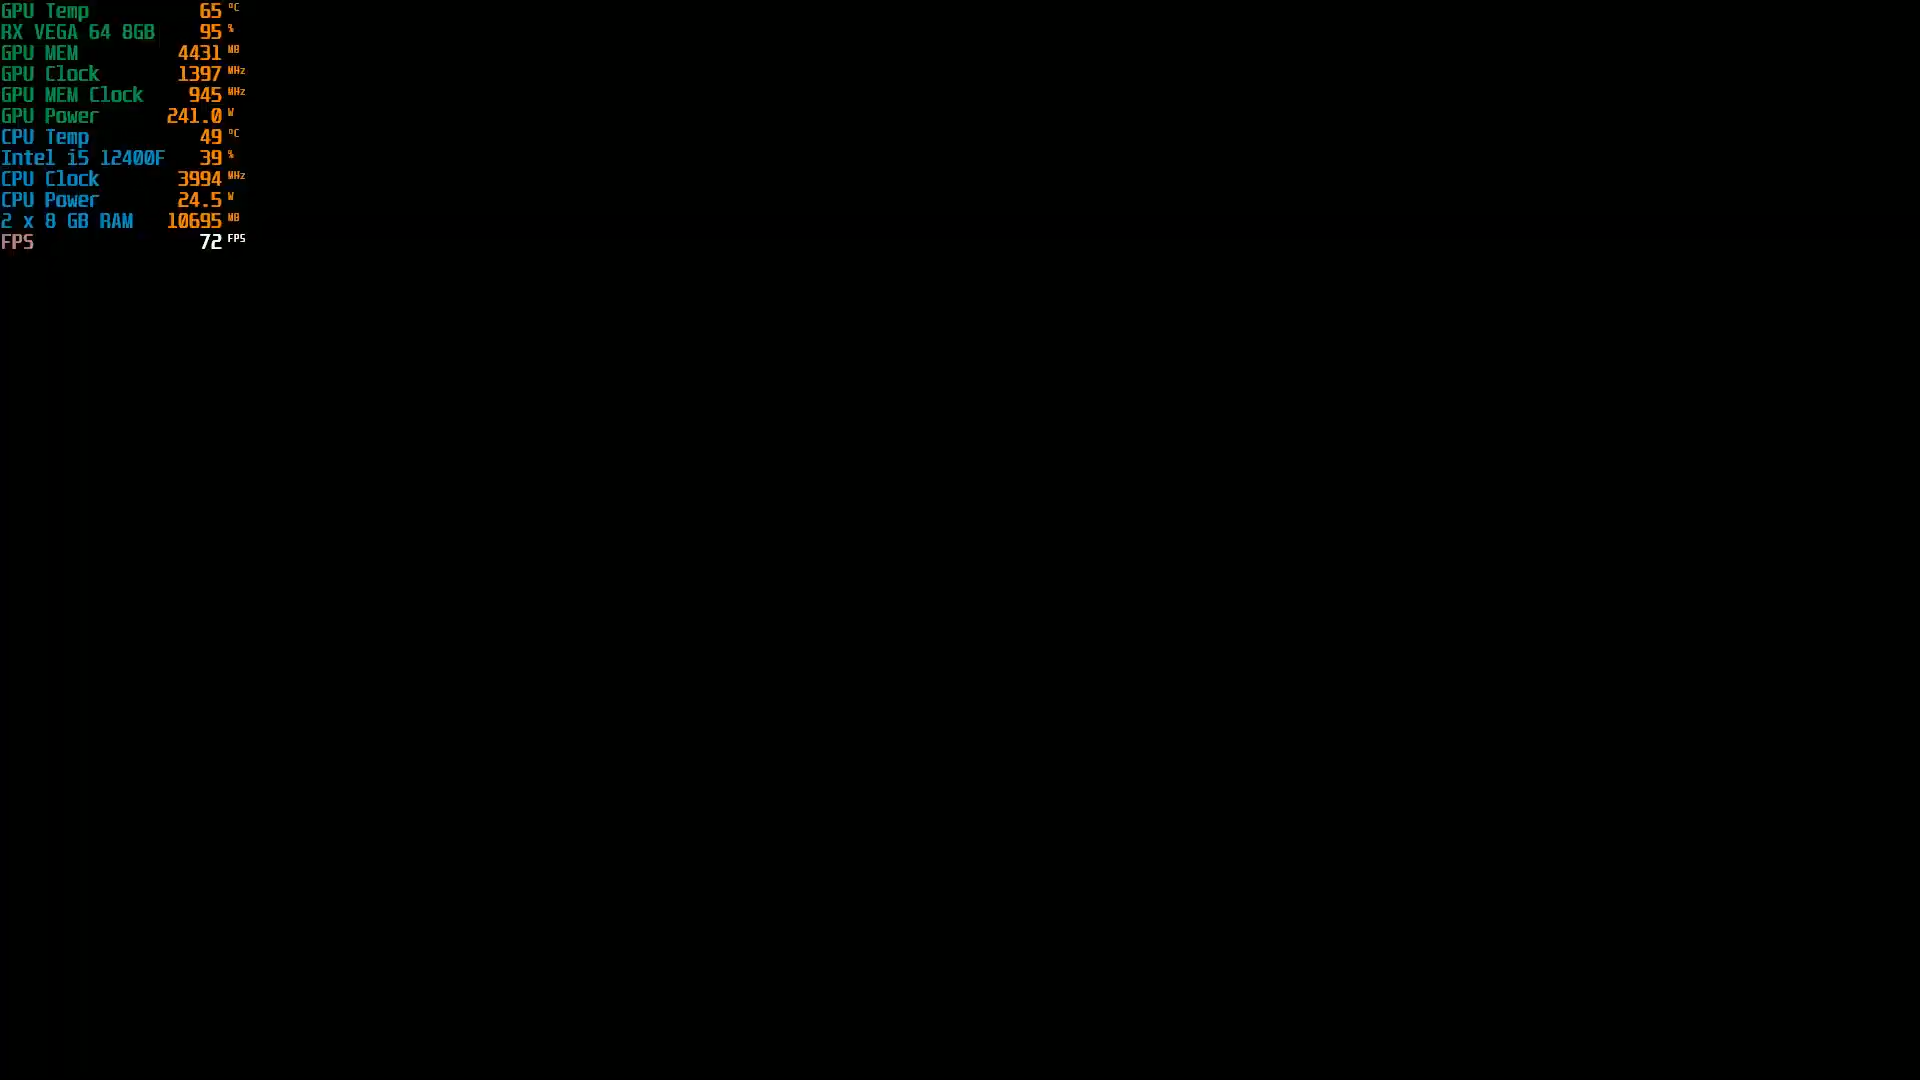 GPU Temp 65 °C
RX VEGA 64 8GB 95 %
GPU MEM 4431 MB
GPU Clock 1397 MHz
GPU MEM Clock 945 MHz
GPU Power 241.0 W
CPU Temp 49 °C
Intel i5 12400F 39 %
CPU Clock 3994 MHz
CPU Power 24.5 W
2 x 8 GB RAM 10695 MB
FPS 72 FPS